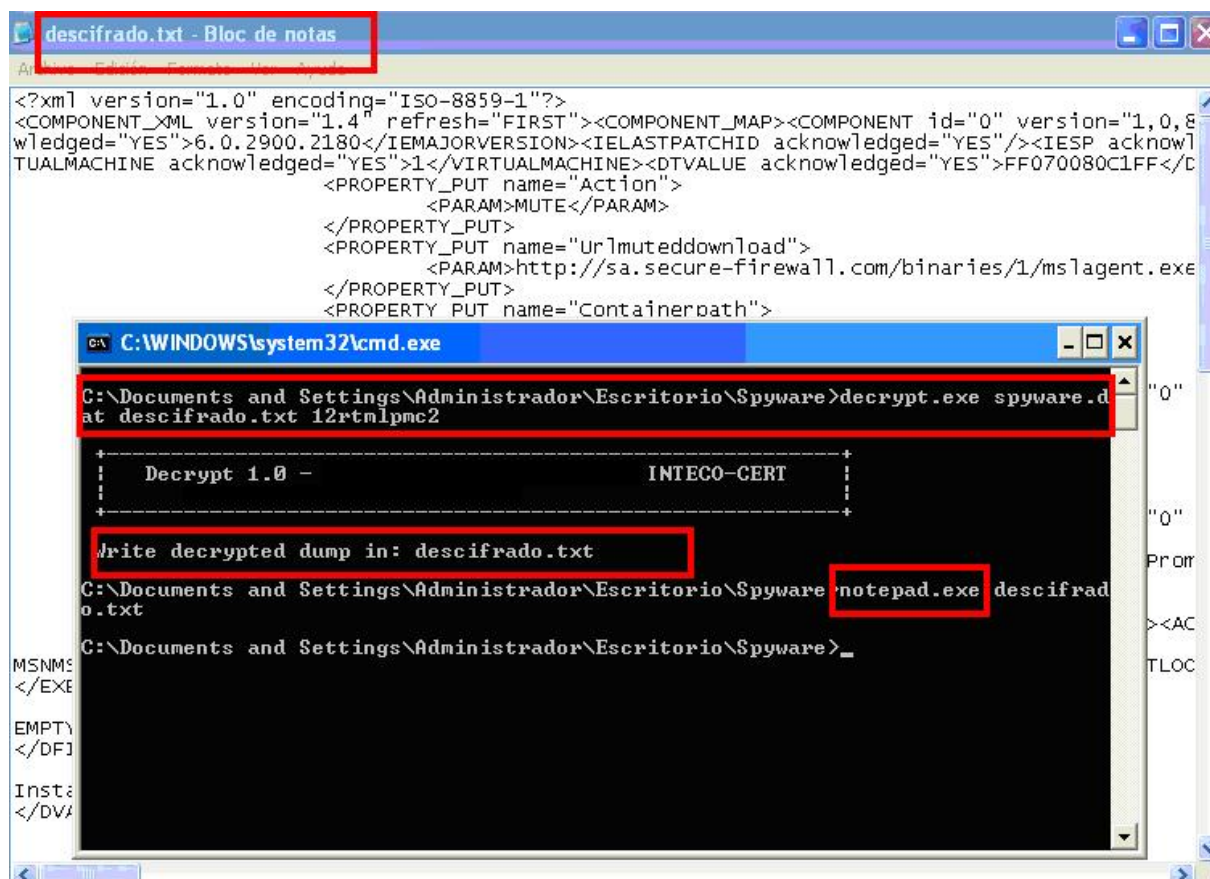 descifrado.txt - Bloc de notas
Archivo Edición Formato Ver Ayuda
<?xml version="1.0" encoding="ISO-8859-1"?>
<COMPONENT_XML version="1.4" refresh="FIRST"><COMPONENT_MAP><COMPONENT id="0" version="1,0,8
wledged="YES">6.0.2900.2180</IEMAJORVERSION><IELASTPATCHID acknowledged="YES"/><IESP acknowl
TUALMACHINE acknowledged="YES">1</VIRTUALMACHINE><DTVALUE acknowledged="YES">FF070080C1FF</D
<PROPERTY_PUT name="Action">
<PARAM>MUTE</PARAM>
</PROPERTY_PUT>
<PROPERTY_PUT name="Urlmuteddownload">
<PARAM>http://sa.secure-firewall.com/binaries/1/mslagent.exe
</PROPERTY_PUT>
<PROPERTY_PUT name="Containerpath">
C:\WINDOWS\system32\cmd.exe
C:\Documents and Settings\Administrador\Escritorio\Spyware>decrypt.exe spyware.d
at descifrado.txt 12rtmlpmc2
"0"
Decrypt 1.0 - INTECO-CERT
"0"
Write decrypted dump in: descifrado.txt
Prom
C:\Documents and Settings\Administrador\Escritorio\Spyware>notepad.exe descifrad
o.txt
><AC
C:\Documents and Settings\Administrador\Escritorio\Spyware>_
MSNMS
TLOC
</EXE
EMPTY
</DFI
Insta
</DVA